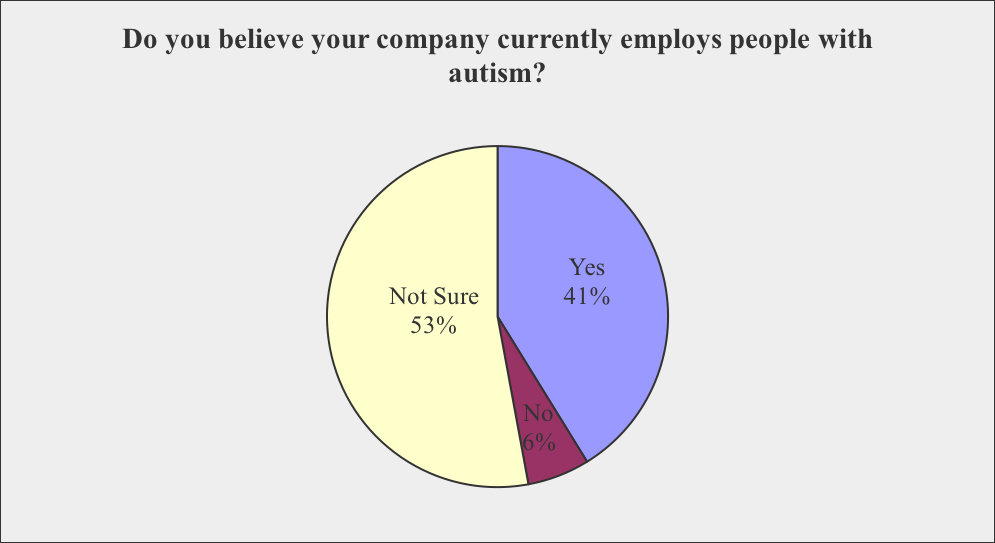 Do you believe your company currently employs people with
autism?
Yes
41%
Not Sure
53%
No
6%